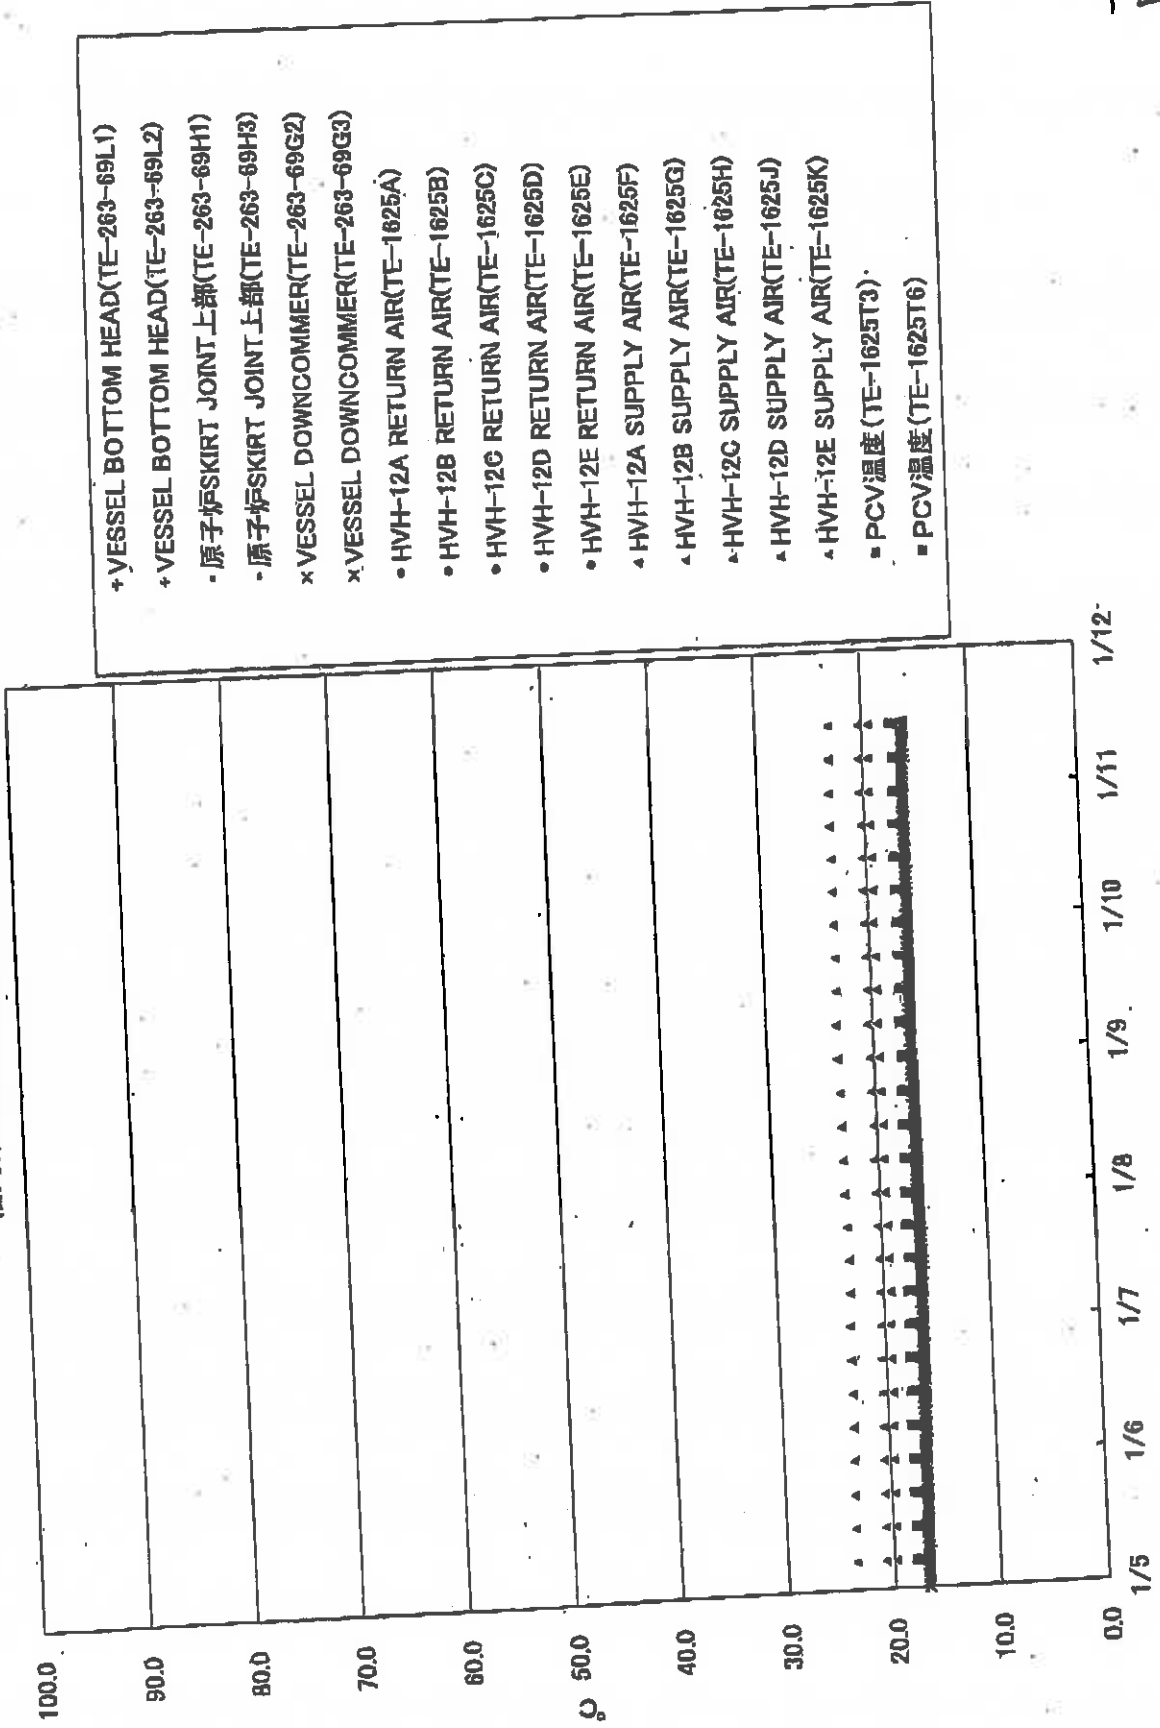 100.0
90.0
80.0
70.0
60.0
50.0
40.0
30.0
20.0
10.0
0.0
℃
1/5
1/6
1/7
1/8
1/9
1/10
1/11
1/12
+VESSEL BOTTOM HEAD(TE-263-69L1)
+VESSEL BOTTOM HEAD(TE-263-69L2)
-原子炉SKIRT JOINT上部(TE-263-69H1)
-原子炉SKIRT JOINT上部(TE-263-69H3)
×VESSEL DOWNCOMMER(TE-263-69G2)
×VESSEL DOWNCOMMER(TE-263-69G3)
●HVH-12A RETURN AIR(TE-1625A)
●HVH-12B RETURN AIR(TE-1625B)
●HVH-12C RETURN AIR(TE-1625C)
●HVH-12D RETURN AIR(TE-1625D)
●HVH-12E RETURN AIR(TE-1625E)
▲HVH-12A SUPPLY AIR(TE-1625F)
▲HVH-12B SUPPLY AIR(TE-1625G)
▲HVH-12C SUPPLY AIR(TE-1625H)
▲HVH-12D SUPPLY AIR(TE-1625J)
▲HVH-12E SUPPLY AIR(TE-1625K)
■PCV温度(TE-1625T3)
■PCV温度(TE-1625T6)